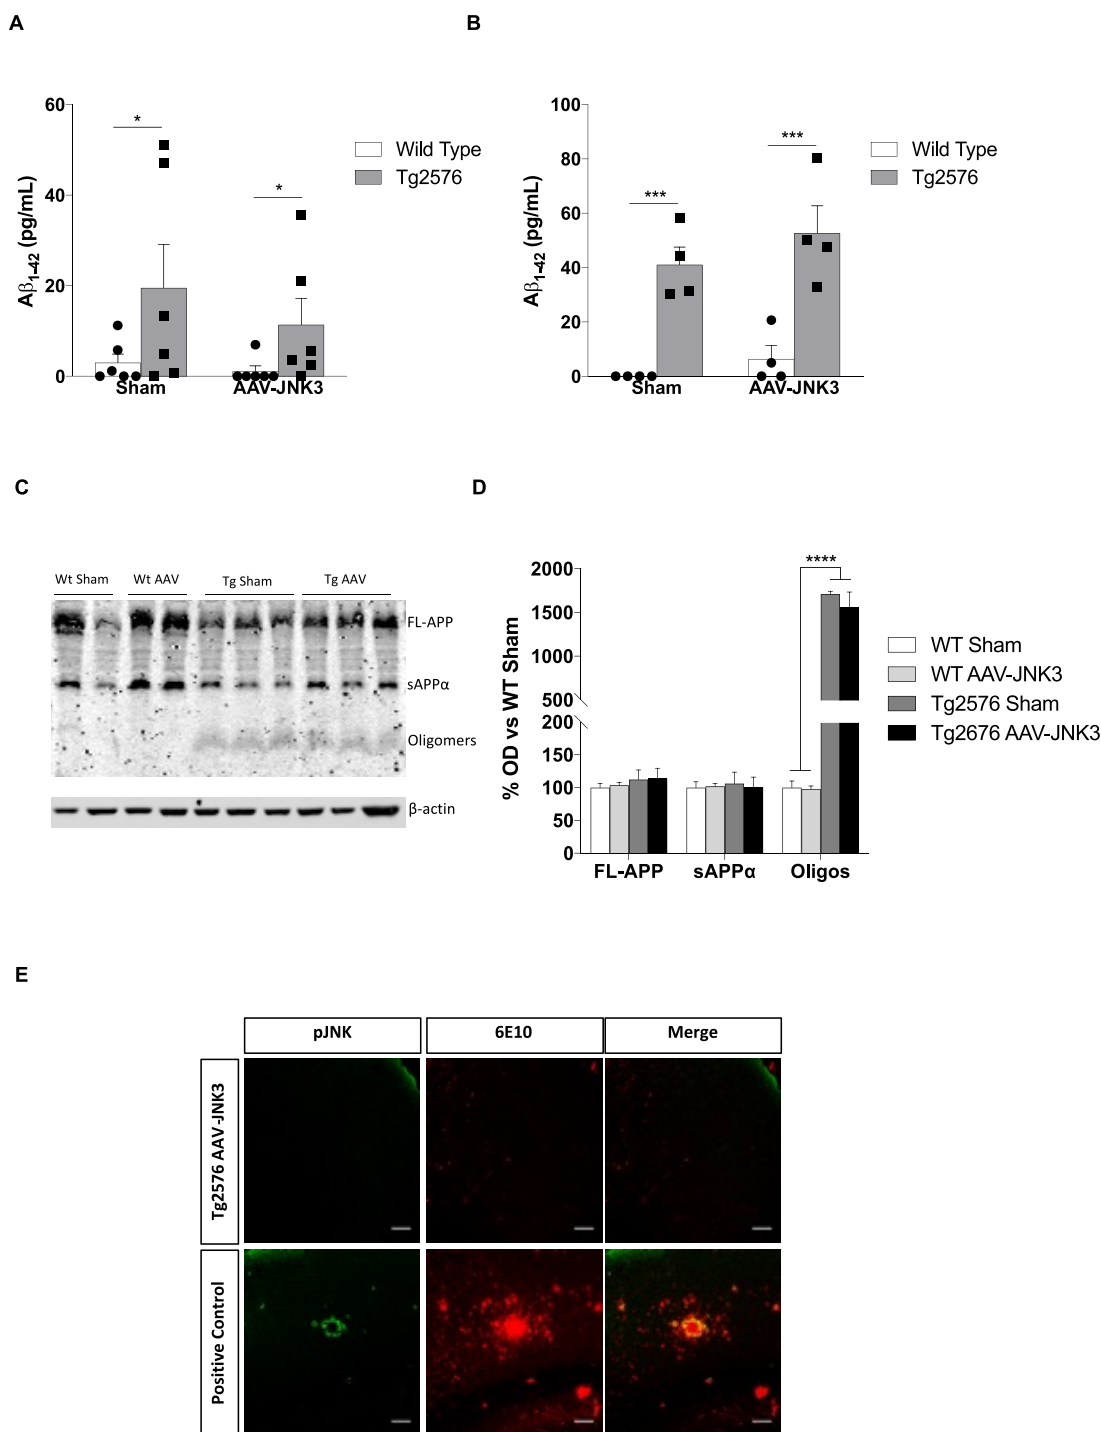 A
B
60
40
20
0
Aβ1-42 (pg/mL)
*
*
Sham
AAV-JNK3
Wild Type
Tg2576
100
80
60
40
20
0
Aβ1-42 (pg/mL)
***
***
Sham
AAV-JNK3
Wild Type
Tg2576
C
D
Wt Sham
Wt AAV
Tg Sham
Tg AAV
FL-APP
sAPPα
Oligomers
β-actin
% OD vs WT Sham
2000
1500
1000
500
200
150
100
50
0
****
FL-APP
sAPPα
Oligos
WT Sham
WT AAV-JNK3
Tg2576 Sham
Tg2676 AAV-JNK3
E
pJNK
6E10
Merge
Tg2576 AAV-JNK3
Positive Control